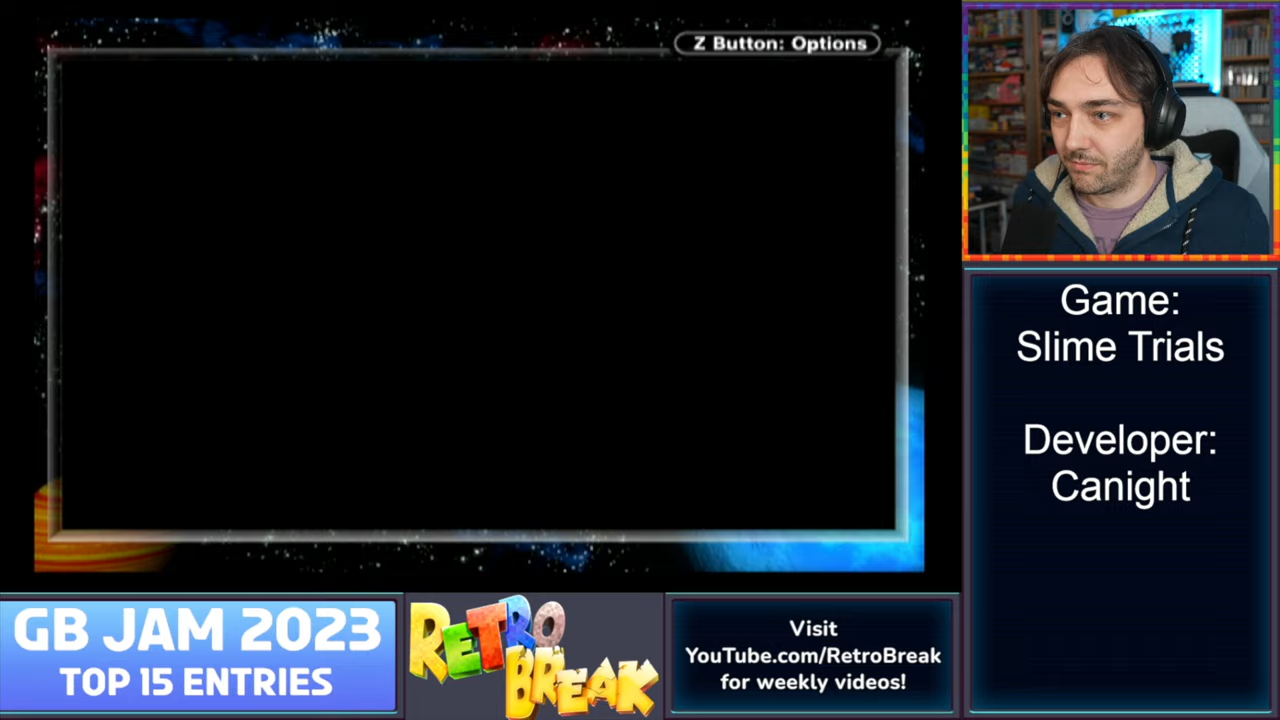 Z Button: Options
Game:
Slime Trials
Developer:
Canight
GB JAM 2023
TOP 15 ENTRIES
RETRO
BREAK
Visit
YouTube.com/RetroBreak
for weekly videos!